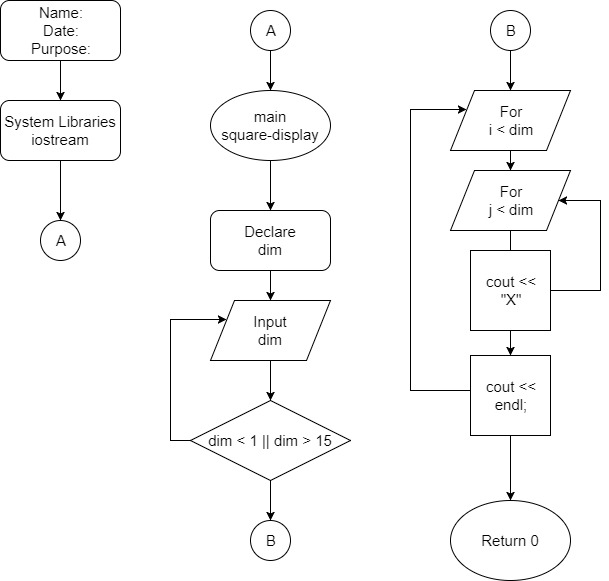 Name:
Date:
Purpose:
System Libraries
iostream
A
A
main
square-display
Declare
dim
Input
dim
dim < 1 || dim > 15
B
B
For
i < dim
For
j < dim
cout <<
"X"
cout <<
endl;
Return 0